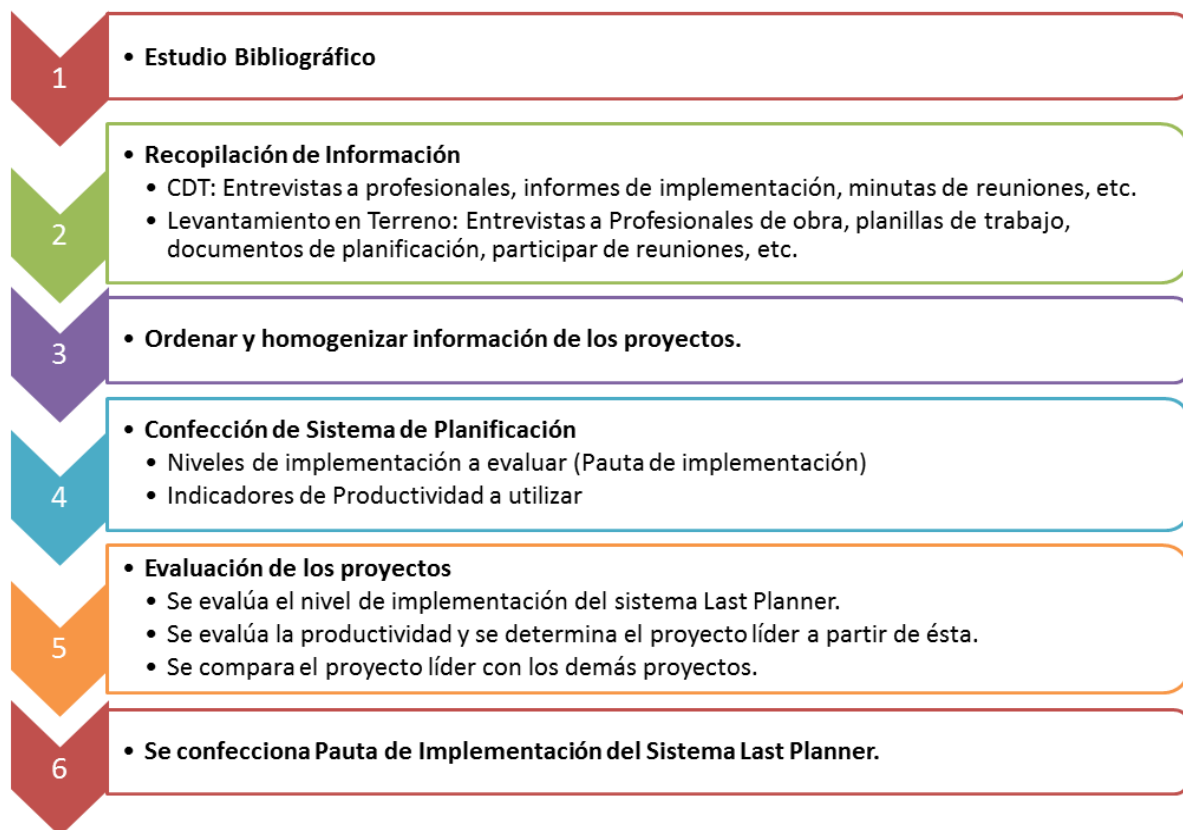 1
• Estudio Bibliográfico
2
• Recopilación de Información
• CDT: Entrevistas a profesionales, informes de implementación, minutas de reuniones, etc.
• Levantamiento en Terreno: Entrevistas a Profesionales de obra, planillas de trabajo,
documentos de planificación, participar de reuniones, etc.
3
• Ordenar y homogenizar información de los proyectos.
4
• Confección de Sistema de Planificación
• Niveles de implementación a evaluar (Pauta de implementación)
• Indicadores de Productividad a utilizar
5
• Evaluación de los proyectos
• Se evalúa el nivel de implementación del sistema Last Planner.
• Se evalúa la productividad y se determina el proyecto líder a partir de ésta.
• Se compara el proyecto líder con los demás proyectos.
6
• Se confecciona Pauta de Implementación del Sistema Last Planner.